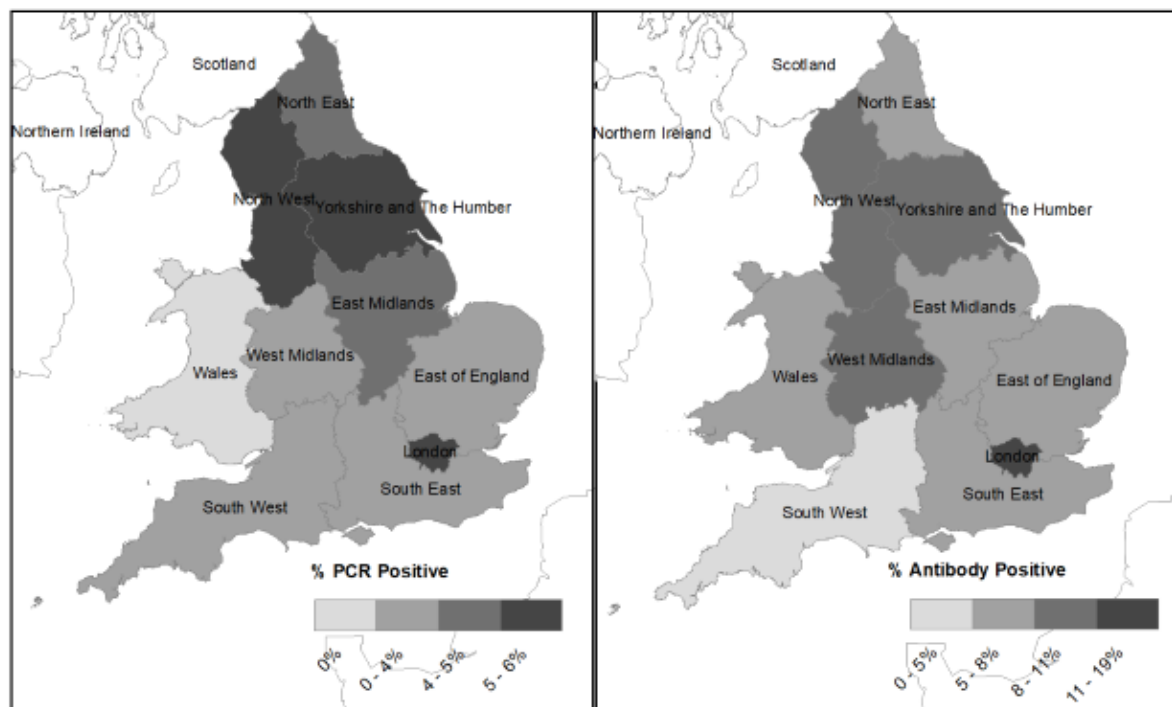 Scotland
North East
Northern Ireland
North West
Yorkshire and The Humber
East Midlands
West Midlands
Wales
East of England
London
South East
South West
% PCR Positive
0%
0 - 4%
4 - 5%
5 - 6%
Scotland
North East
Northern Ireland
North West
Yorkshire and The Humber
East Midlands
West Midlands
Wales
East of England
London
South East
South West
% Antibody Positive
0 - 5%
5 - 8%
8 - 11%
11 - 19%